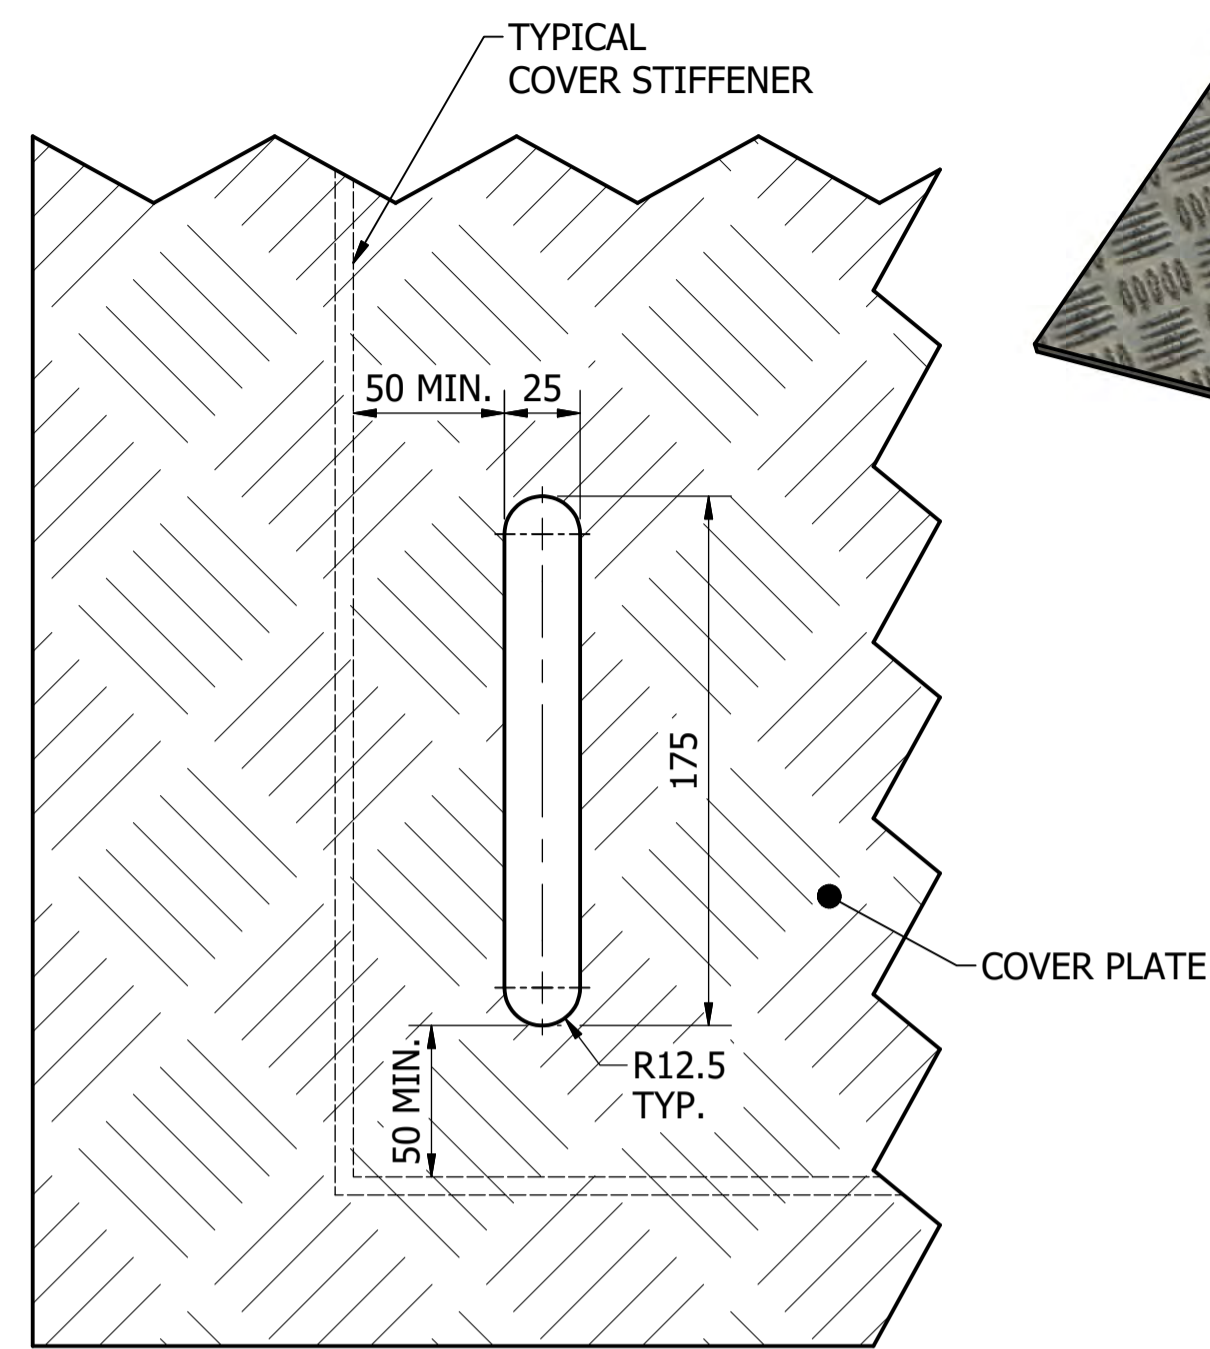 TYPICAL
COVER STIFFENER
50 MIN.
25
175
COVER PLATE
50 MIN.
R12.5
TYP.